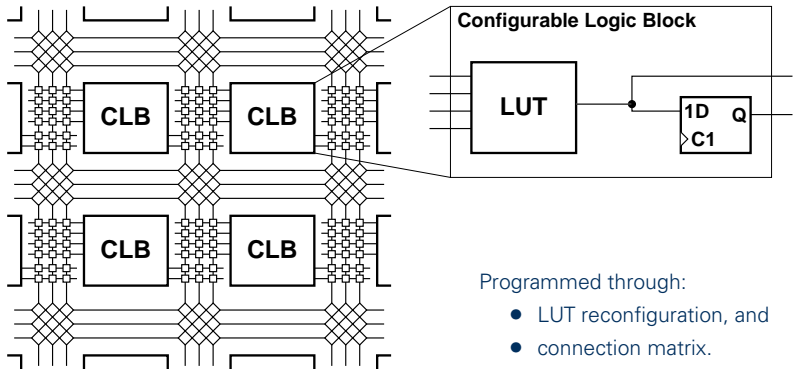 Configurable Logic Block
CLB
CLB
LUT
1D
Q
C1
CLB
CLB
Programmed through:
• LUT reconfiguration, and
• connection matrix.